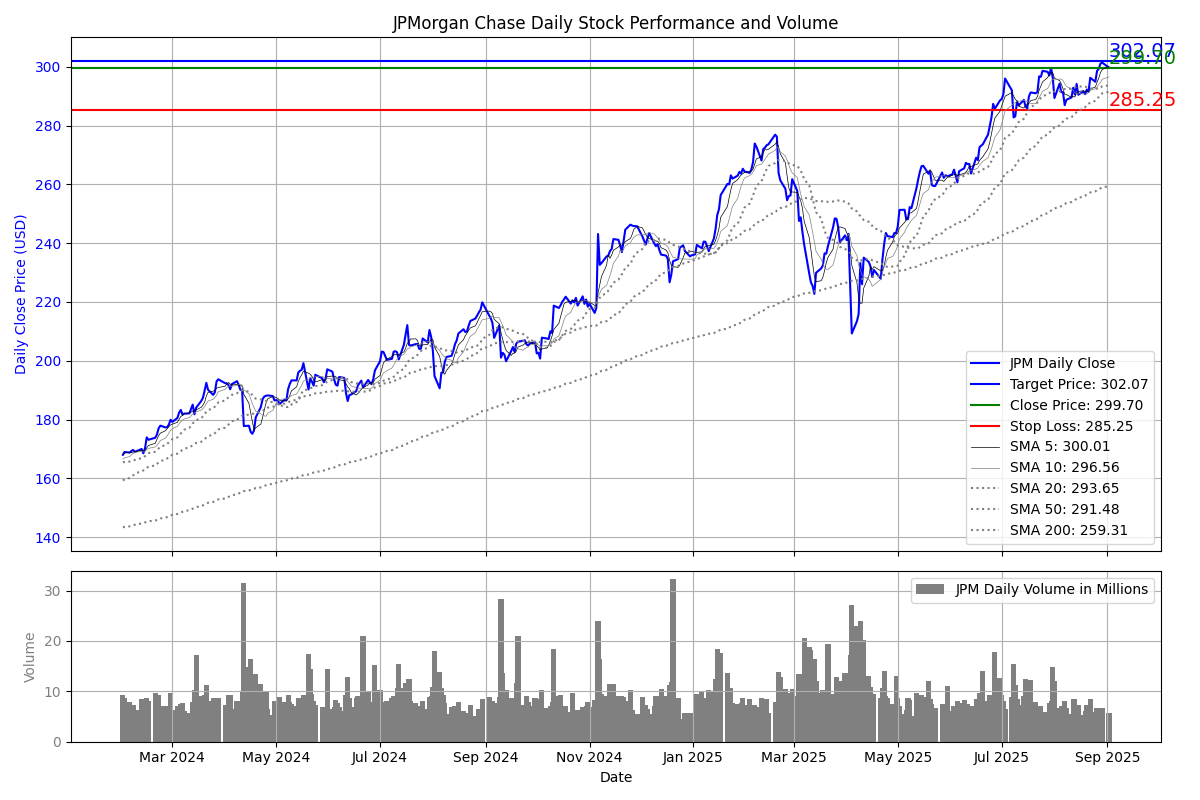 JPMorgan Chase Daily Stock Performance and Volume
302.07
299.70
285.25
300
280
260
240
220
200
180
160
140
Daily Close Price (USD)
JPM Daily Close
Target Price: 302.07
Close Price: 299.70
Stop Loss: 285.25
SMA 5: 300.01
SMA 10: 296.56
SMA 20: 293.65
SMA 50: 291.48
SMA 200: 259.31
30
20
10
0
Volume
JPM Daily Volume in Millions
Mar 2024 May 2024 Jul 2024 Sep 2024 Nov 2024 Jan 2025 Mar 2025 May 2025 Jul 2025 Sep 2025
Date